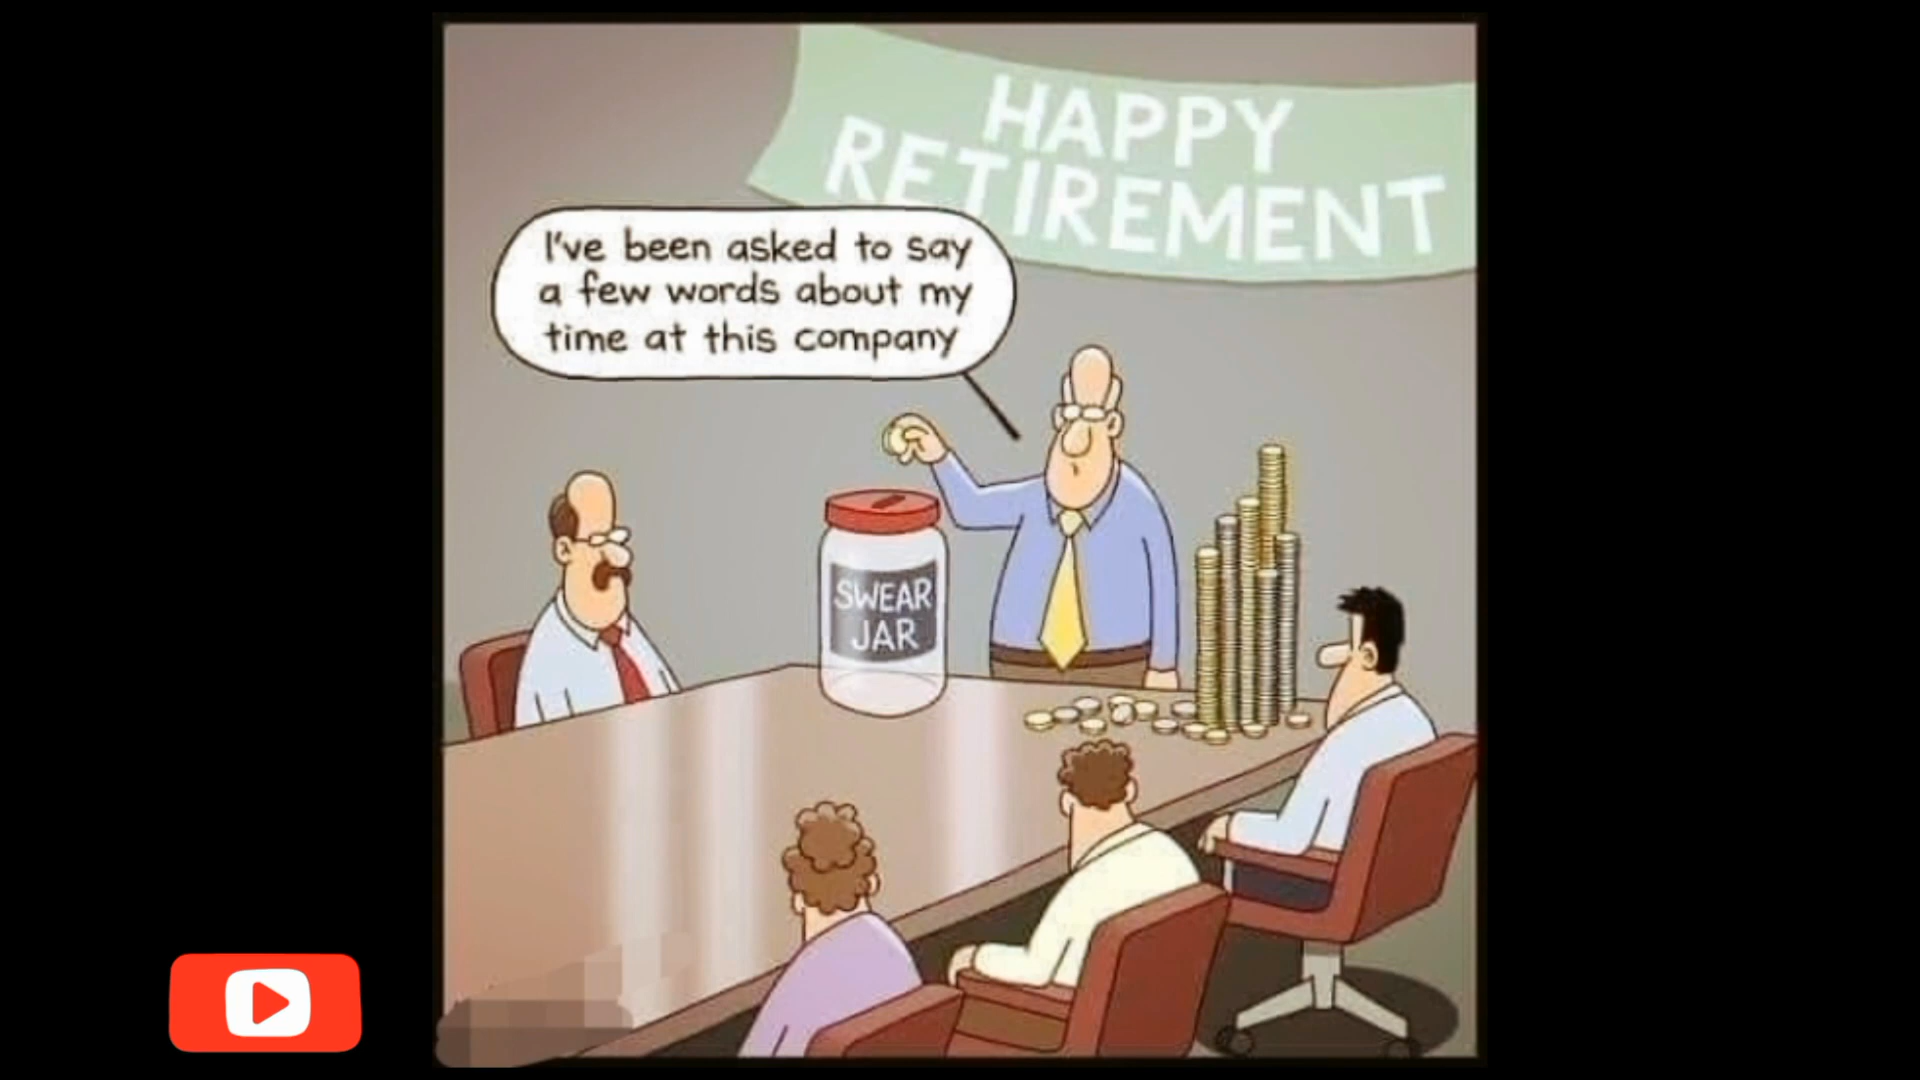 HAPPY
RETIREMENT
I've been asked to say
a few words about my
time at this company
SWEAR
JAR